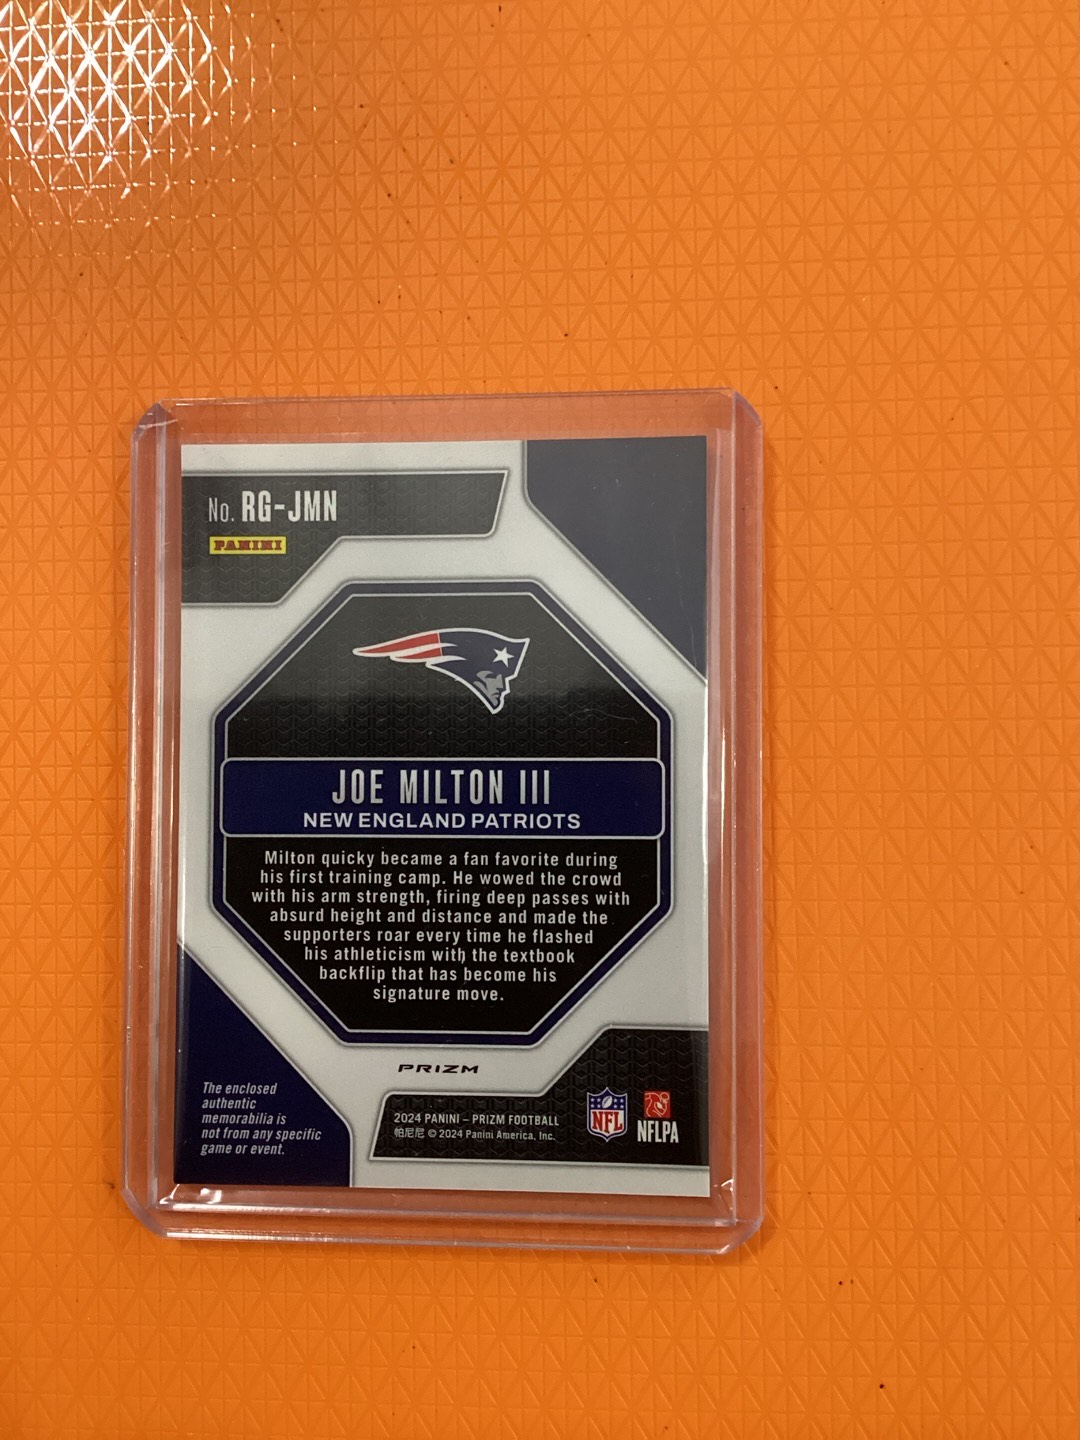 No. RG-JMN
PANINI
JOE MILTON III
NEW ENGLAND PATRIOTS
Milton quicky became a fan favorite during
his first training camp. He wowed the crowd
with his arm strength, firing deep passes with
absurd height and distance and made the
supporters roar every time he flashed
his athleticism with the textbook
backflip that has become his
signature move.
PRIZM
The enclosed
authentic
memorabilia is
not from any specific
game or event.
2024 PANINI – PRIZM FOOTBALL
帕尼尼 © 2024 Panini America, Inc.
NFL
NFLPA